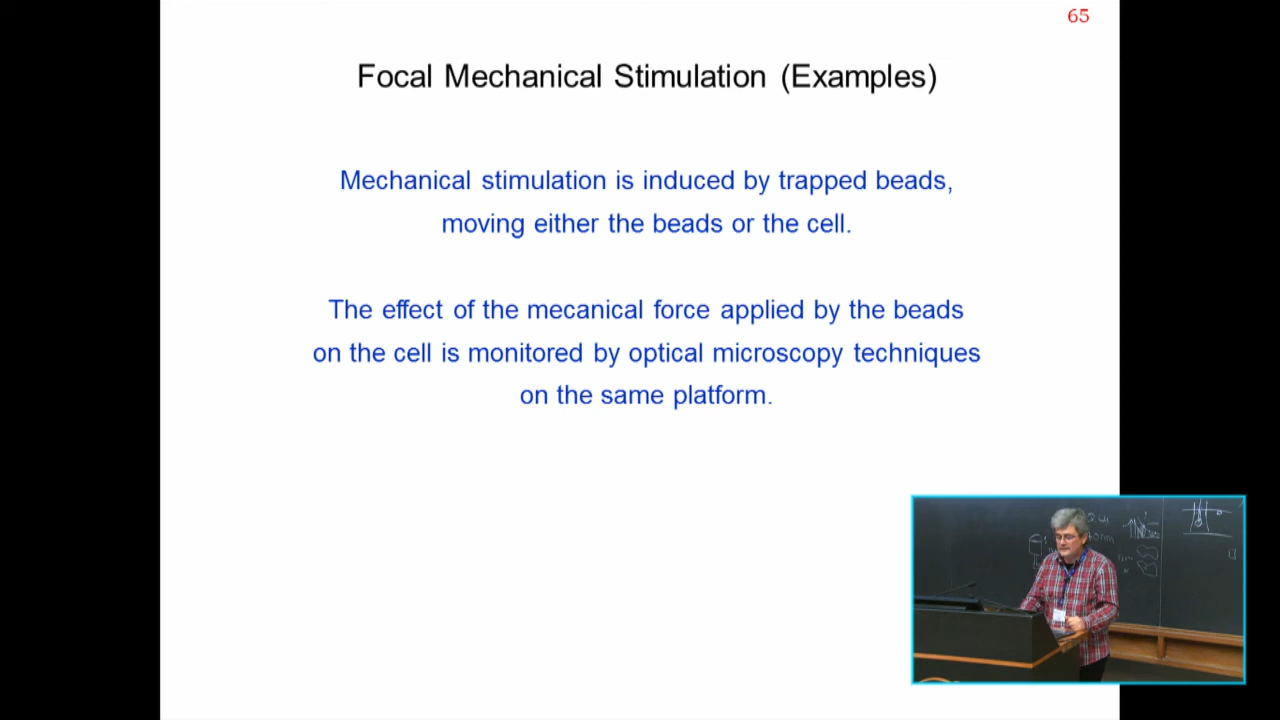 65
Focal Mechanical Stimulation (Examples)
Mechanical stimulation is induced by trapped beads,
moving either the beads or the cell.
The effect of the mecanical force applied by the beads
on the cell is monitored by optical microscopy techniques
on the same platform.